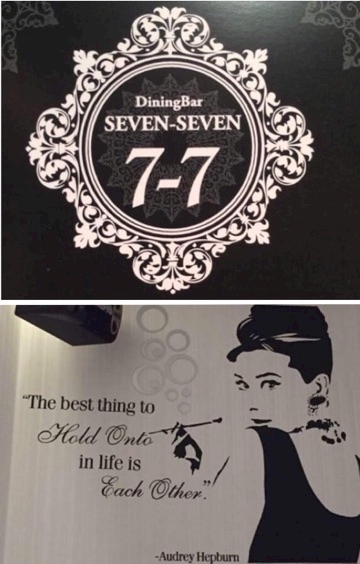 DiningBar
SEVEN-SEVEN
7-7
"The best thing to
Hold Onto
in life is
Each Other."
-Audrey Hepburn